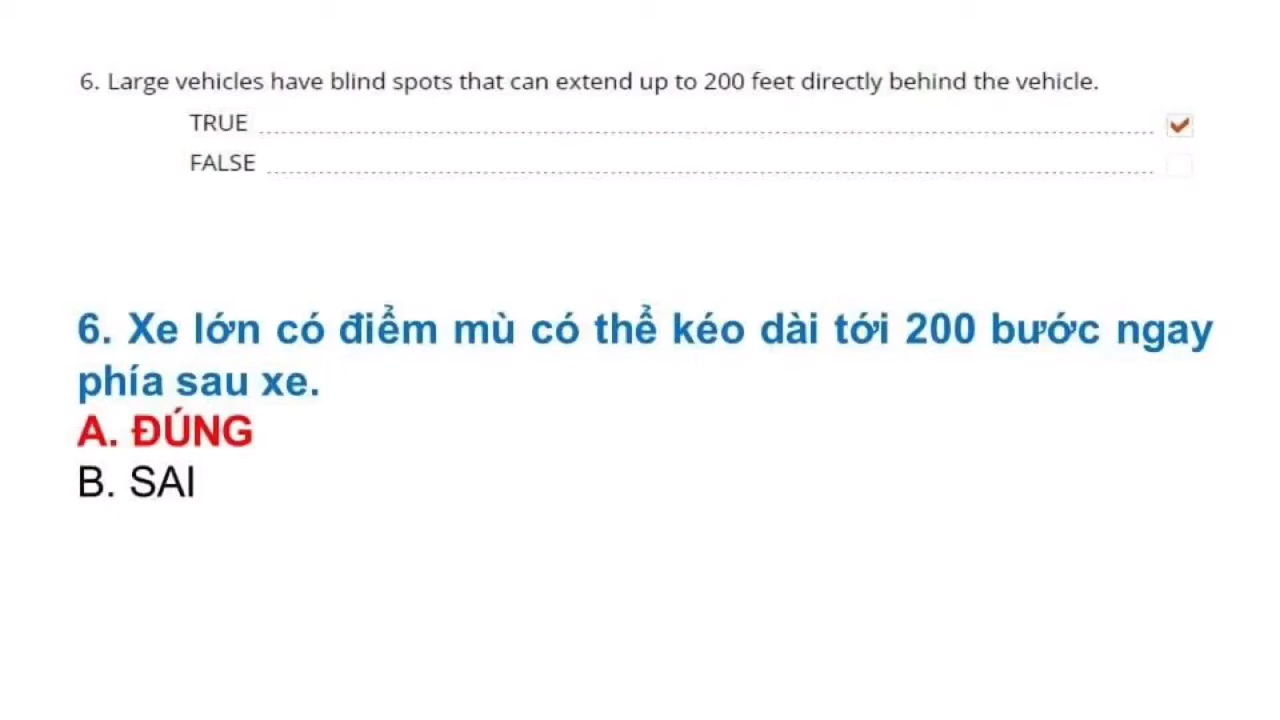 6. Large vehicles have blind spots that can extend up to 200 feet directly behind the vehicle.
TRUE
FALSE
6. Xe lớn có điểm mù có thể kéo dài tới 200 bước ngay
phía sau xe.
A. ĐÚNG
B. SAI